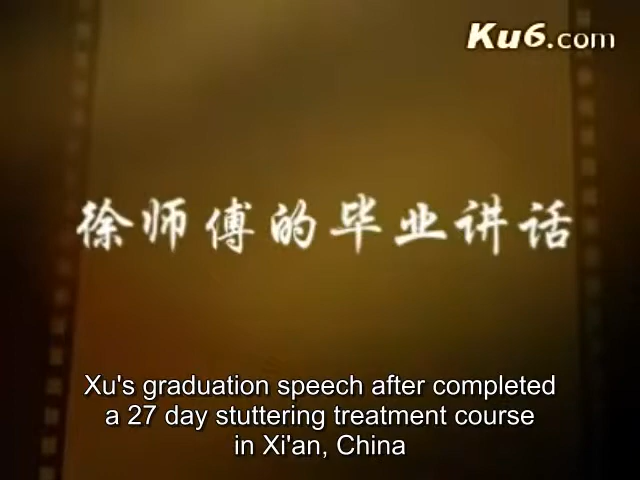 Ku6.com
徐师傅的毕业讲话
Xu's graduation speech after completed
a 27 day stuttering treatment course
in Xi'an, China